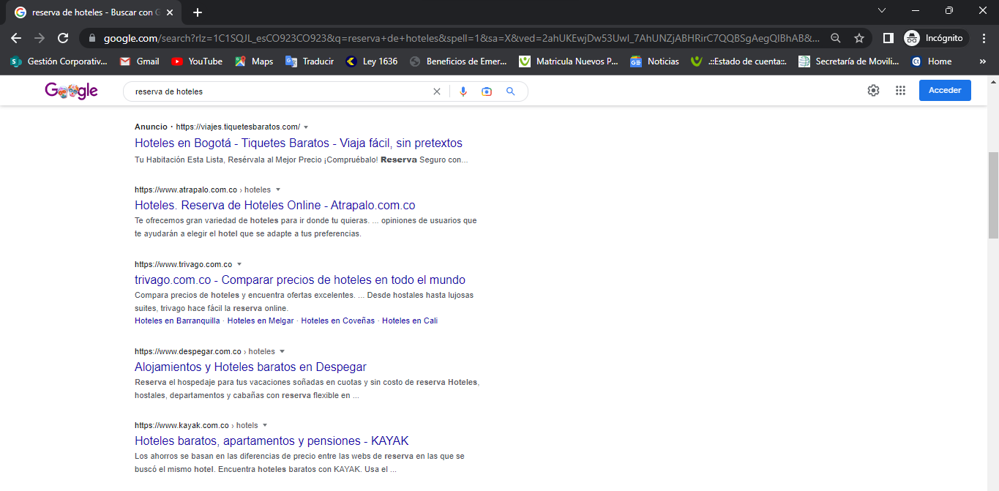 reserva de hoteles - Buscar con G
google.com/search?rlz=1C1SQJL_esCO923CO923&q=reserva+de+hoteles&spell=1&sa=X&ved=2ahUKEwjDw53UwI_7AhUNZjABHRirC7QQBSgAegQIBhAB&... Incógnito
Gestión Corporativ... Gmail YouTube Maps Traducir Ley 1636 Beneficios de Emer... Matricula Nuevos P... Noticias .::Estado de cuenta::. Secretaría de Movili... Home »
Google reserva de hoteles Acceder
Anuncio · https://viajes.tiquetesbaratos.com/
Hoteles en Bogotá - Tiquetes Baratos - Viaja fácil, sin pretextos
Tu Habitación Esta Lista, Resérvala al Mejor Precio ¡Compruébalo! Reserva Seguro con...
https://www.atrapalo.com.co › hoteles
Hoteles. Reserva de Hoteles Online - Atrapalo.com.co
Te ofrecemos gran variedad de hoteles para ir donde tu quieras. ... opiniones de usuarios que
te ayudarán a elegir el hotel que se adapte a tus preferencias.
https://www.trivago.com.co
trivago.com.co - Comparar precios de hoteles en todo el mundo
Compara precios de hoteles y encuentra ofertas excelentes. ... Desde hostales hasta lujosas
suites, trivago hace fácil la reserva online.
Hoteles en Barranquilla · Hoteles en Melgar · Hoteles en Coveñas · Hoteles en Cali
https://www.despegar.com.co › hoteles
Alojamientos y Hoteles baratos en Despegar
Reserva el hospedaje para tus vacaciones soñadas en cuotas y sin costo de reserva Hoteles,
hostales, departamentos y cabañas con reserva flexible en ...
https://www.kayak.com.co › hotels
Hoteles baratos, apartamentos y pensiones - KAYAK
Los ahorros se basan en las diferencias de precio entre las webs de reserva en las que se
buscó el mismo hotel. Encuentra hoteles baratos con KAYAK. Usa el ...